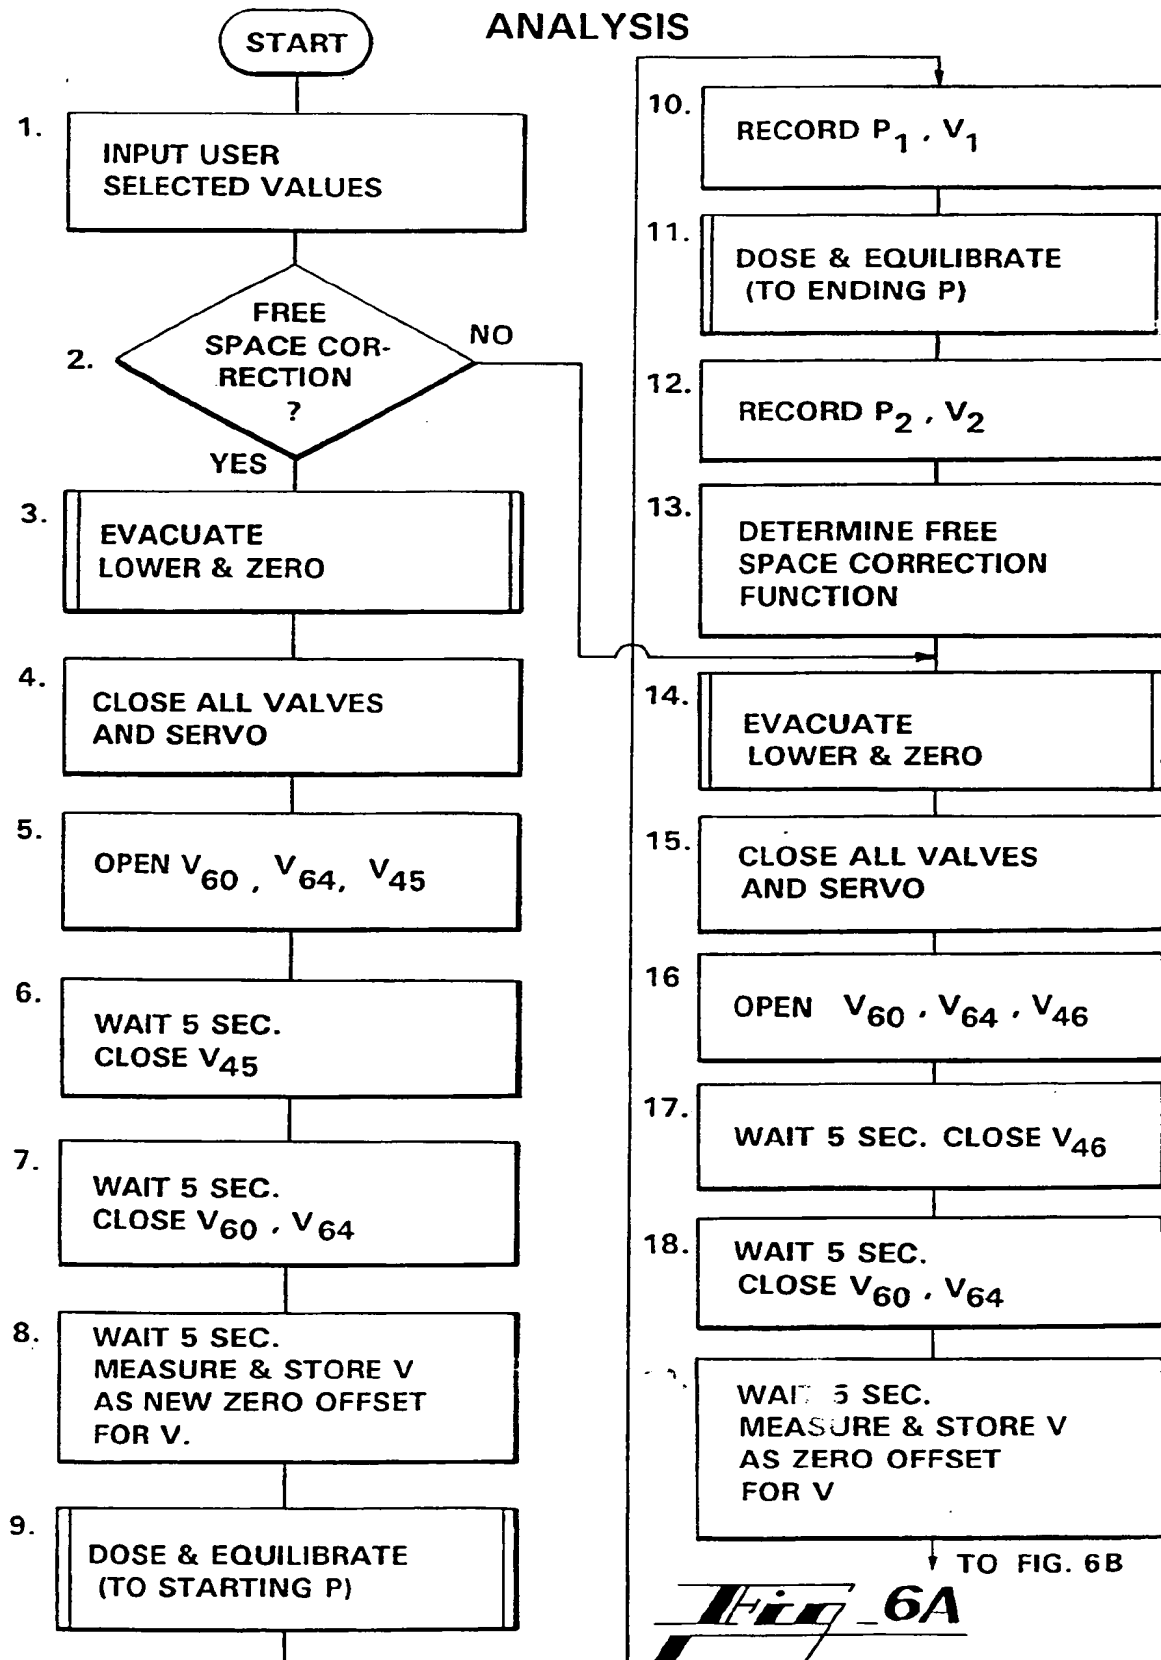 ANALYSIS
START
1.
INPUT USER
SELECTED VALUES
2.
FREE
SPACE COR-
RECTION
?
NO
YES
3.
EVACUATE
LOWER & ZERO
4.
CLOSE ALL VALVES
AND SERVO
5.
OPEN V60, V64, V45
6.
WAIT 5 SEC.
CLOSE V45
7.
WAIT 5 SEC.
CLOSE V60, V64
8.
WAIT 5 SEC.
MEASURE & STORE V
AS NEW ZERO OFFSET
FOR V.
9.
DOSE & EQUILIBRATE
(TO STARTING P)
10.
RECORD P1, V1
11.
DOSE & EQUILIBRATE
(TO ENDING P)
12.
RECORD P2, V2
13.
DETERMINE FREE
SPACE CORRECTION
FUNCTION
14.
EVACUATE
LOWER & ZERO
15.
CLOSE ALL VALVES
AND SERVO
16
OPEN V60, V64, V46
17.
WAIT 5 SEC. CLOSE V46
18.
WAIT 5 SEC.
CLOSE V60, V64
WAIT 5 SEC.
MEASURE & STORE V
AS ZERO OFFSET
FOR V
TO FIG. 6B
Fig_6A